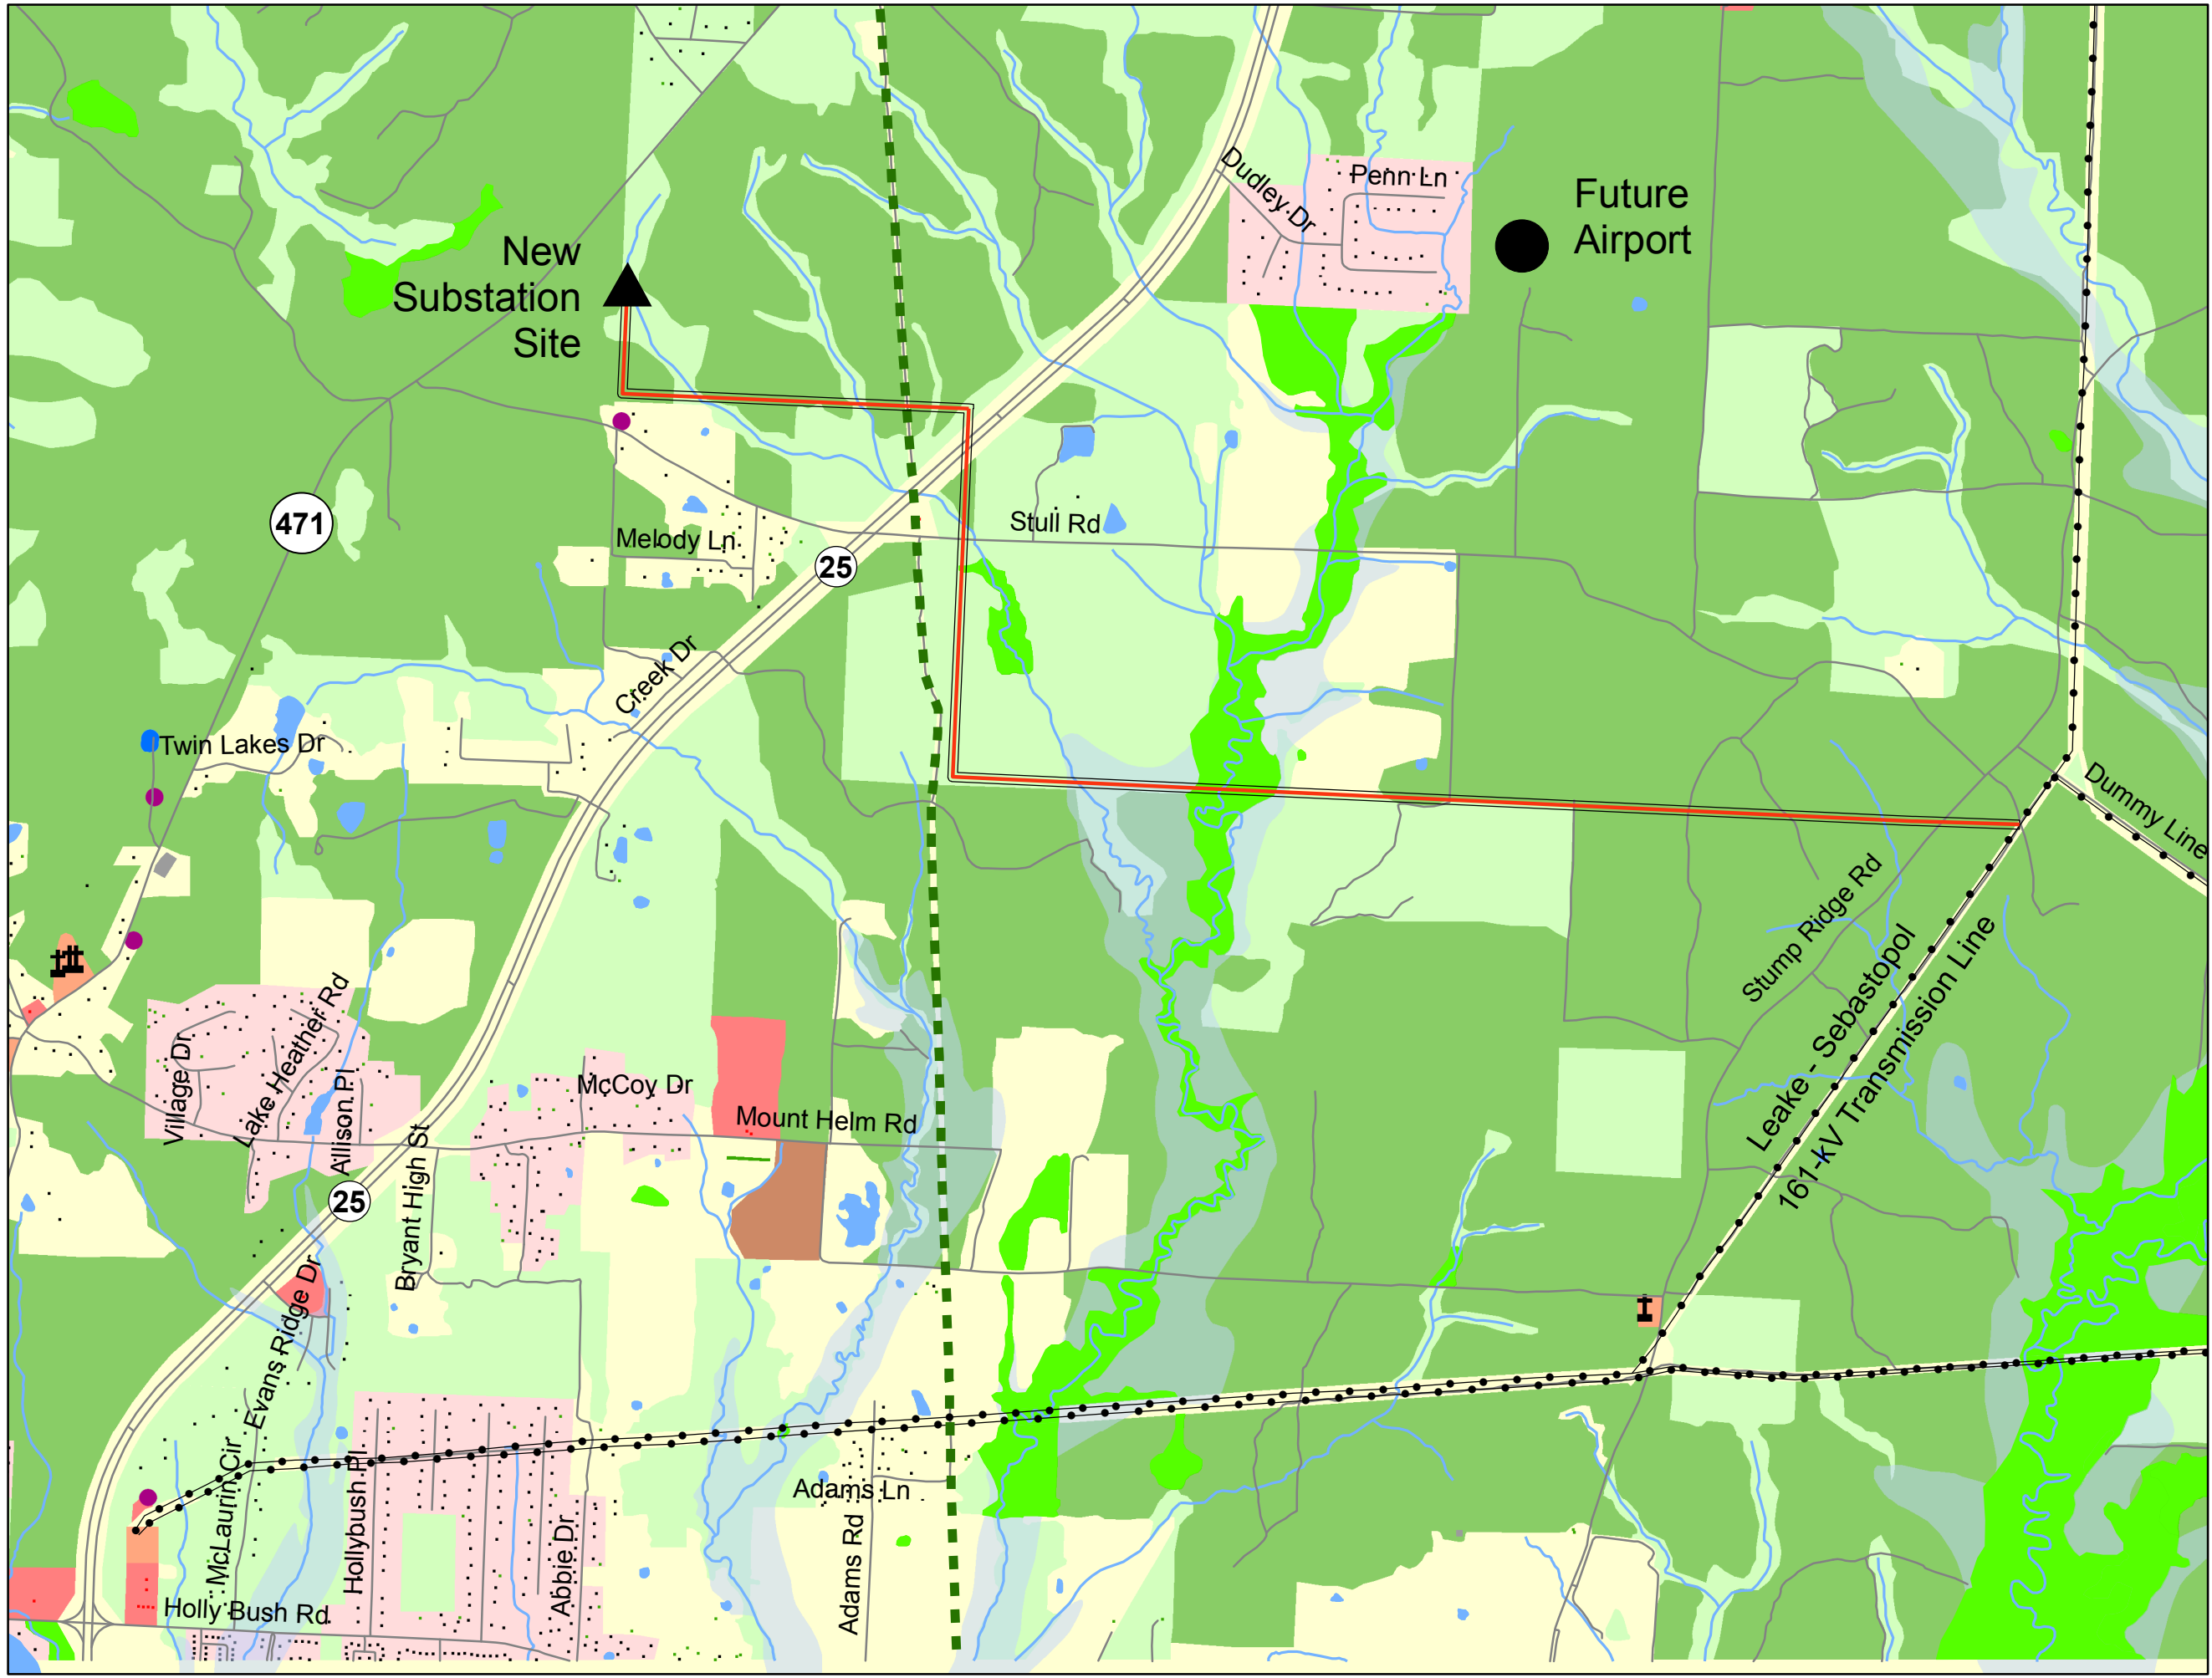 Dudley Dr
Penn Ln
Future
Airport
New
Substation
Site
471
Melody Ln
25
Stull Rd
Creek Dr
Twin Lakes Dr
Dummy Line
Stump Ridge Rd
Leake - Sebastopol
161-kV Transmission Line
Village Dr
Lake Heather Rd
Allison Pl
McCoy Dr
Mount Helm Rd
25
Bryant High St
Evans Ridge Dr
McLaurin Cir
Hollybush Pl
Abbie Dr
Adams Ln
Adams Rd
Holly Bush Rd